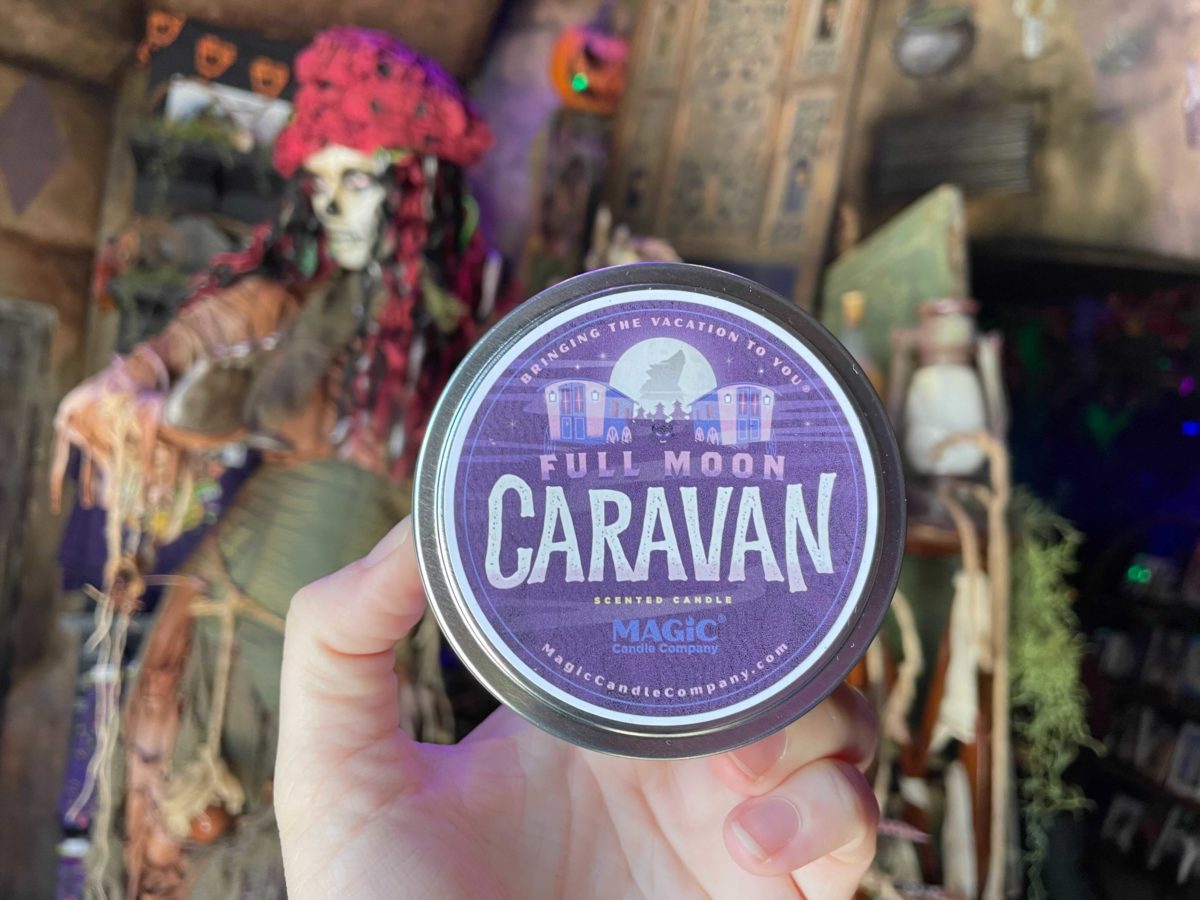 BRINGING THE VACATION TO YOU®
FULL MOON
CARAVAN
SCENTED CANDLE
MAGIC®
Candle Company
MagicCandleCompany.com